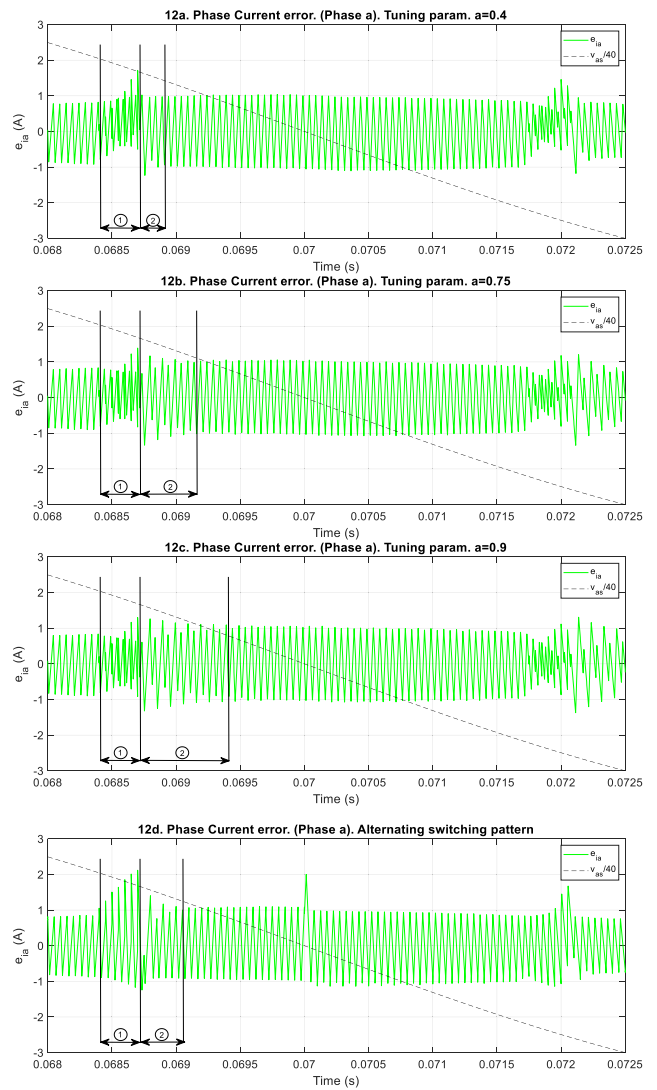 12a. Phase Current error. (Phase a). Tuning param. a=0.4
3
2
1
0
-1
-2
-3
e_ia (A)
e_ia
v_as/40
① ②
0.068 0.0685 0.069 0.0695 0.07 0.0705 0.071 0.0715 0.072 0.0725
Time (s)
12b. Phase Current error. (Phase a). Tuning param. a=0.75
3
2
1
0
-1
-2
-3
e_ia (A)
e_ia
v_as/40
① ②
0.068 0.0685 0.069 0.0695 0.07 0.0705 0.071 0.0715 0.072 0.0725
Time (s)
12c. Phase Current error. (Phase a). Tuning param. a=0.9
3
2
1
0
-1
-2
-3
e_ia (A)
e_ia
v_as/40
① ②
0.068 0.0685 0.069 0.0695 0.07 0.0705 0.071 0.0715 0.072 0.0725
Time (s)
12d. Phase Current error. (Phase a). Alternating switching pattern
3
2
1
0
-1
-2
-3
e_ia (A)
e_ia
v_as/40
① ②
0.068 0.0685 0.069 0.0695 0.07 0.0705 0.071 0.0715 0.072 0.0725
Time (s)